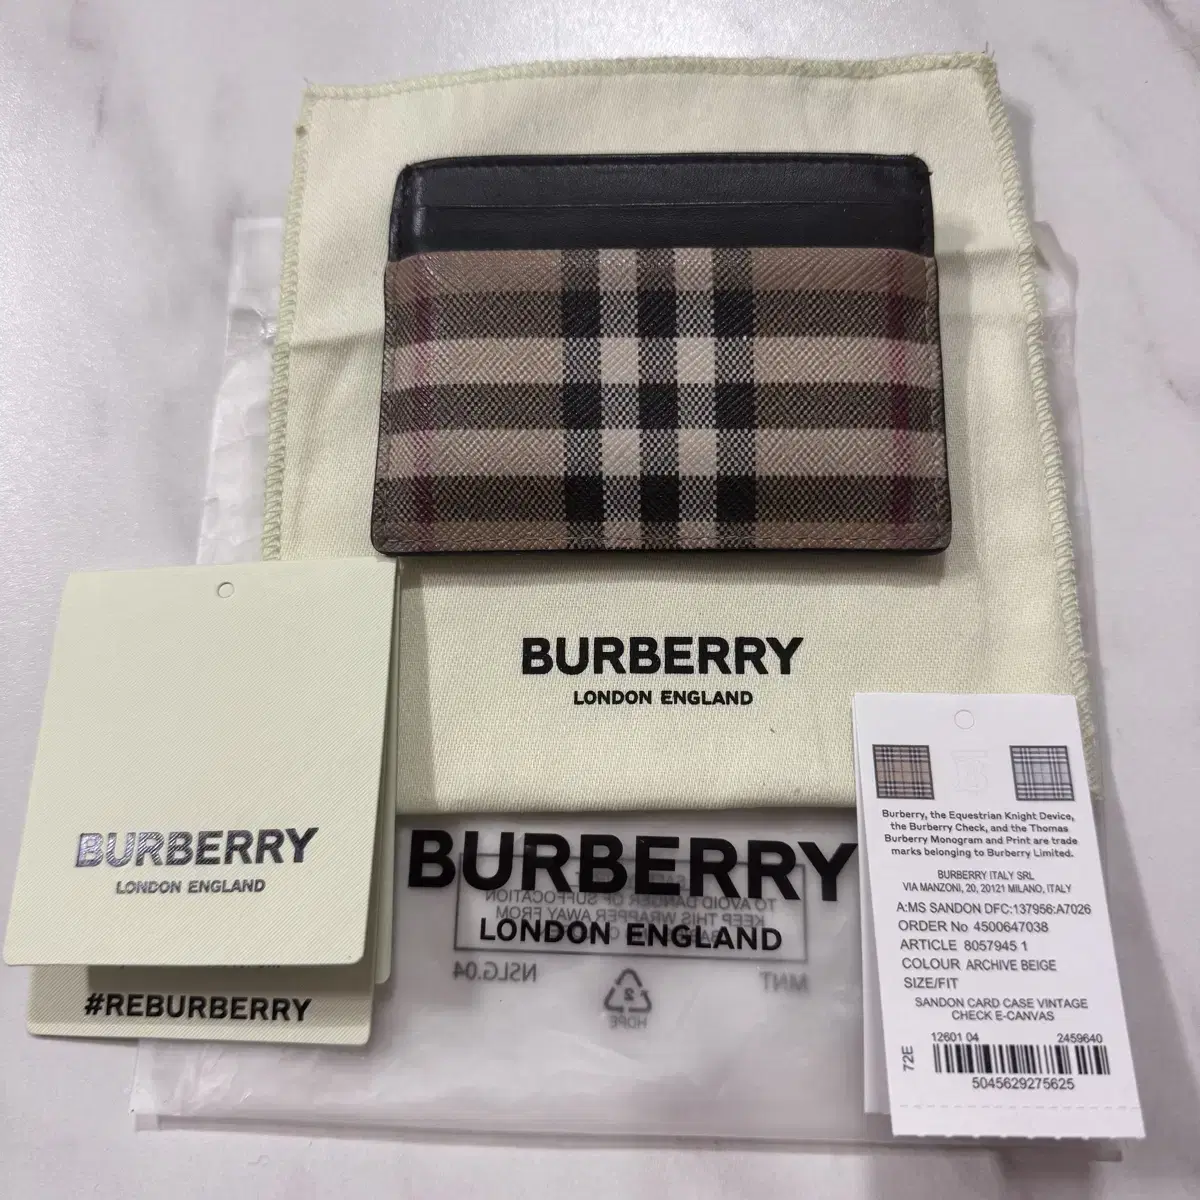 BURBERRY
LONDON ENGLAND
BURBERRY
LONDON ENGLAND
#REBURBERRY
BURBERRY
LONDON ENGLAND
TO AVOID DANGER OF SUFFOCATION
KEEP THIS WRAPPER AWAY FROM
NSLG.04
MNT
2
HDPE
Burberry, the Equestrian Knight Device,
the Burberry Check, and the Thomas
Burberry Monogram and Print are trade
marks belonging to Burberry Limited.
BURBERRY ITALY SRL
VIA MANZONI, 20, 20121 MILANO, ITALY
A:MS SANDON DFC:137956:A7026
ORDER No 4500647038
ARTICLE 8057945 1
COLOUR ARCHIVE BEIGE
SIZE/FIT
SANDON CARD CASE VINTAGE
CHECK E-CANVAS
72E
12601 04 2459640
5045629275625